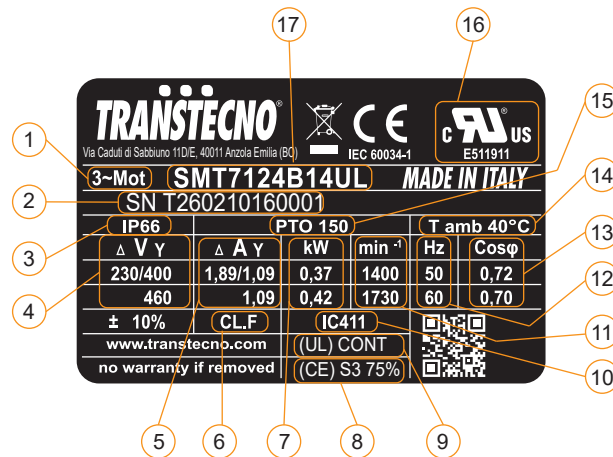 17
16
15
TRANSTECNO®
CE
c RU US
Via Caduti di Sabbiuno 11D/E, 40011 Anzola Emilia (BO)
IEC 60034-1
E511911
1
3~Mot SMT7124B14UL MADE IN ITALY
14
2
SN T260210160001
IP66 PTO 150 T amb 40°C
3
13
Δ V Y Δ A Y kW min -1 Hz Cosφ
230/400 1,89/1,09 0,37 1400 50 0,72
12
4
460 1,09 0,42 1730 60 0,70
± 10% CL.F IC411
11
www.transtecno.com (UL) CONT
no warranty if removed (CE) S3 75%
10
5 6 7 8 9